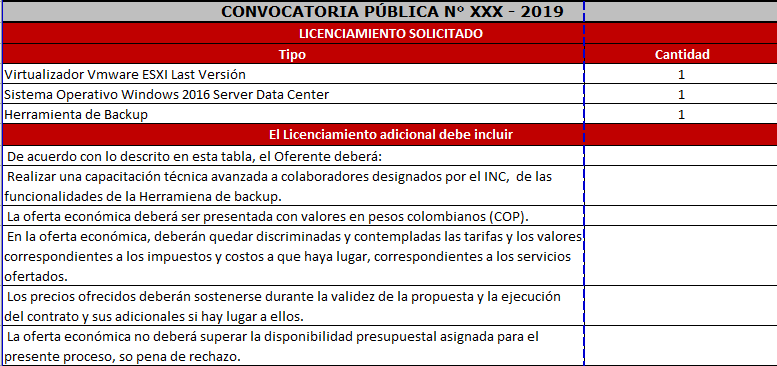 CONVOCATORIA PÚBLICA N° XXX - 2019
LICENCIAMIENTO SOLICITADO
Tipo Cantidad
Virtualizador Vmware ESXI Last Versión 1
Sistema Operativo Windows 2016 Server Data Center 1
Herramienta de Backup 1
El Licenciamiento adicional debe incluir
De acuerdo con lo descrito en esta tabla, el Oferente deberá:
Realizar una capacitación técnica avanzada a colaboradores designados por el INC, de las
funcionalidades de la Herramiena de backup.
La oferta económica deberá ser presentada con valores en pesos colombianos (COP).
En la oferta económica, deberán quedar discriminadas y contempladas las tarifas y los valores
correspondientes a los impuestos y costos a que haya lugar, correspondientes a los servicios
ofertados.
Los precios ofrecidos deberán sostenerse durante la validez de la propuesta y la ejecución
del contrato y sus adicionales si hay lugar a ellos.
La oferta económica no deberá superar la disponibilidad presupuestal asignada para el
presente proceso, so pena de rechazo.